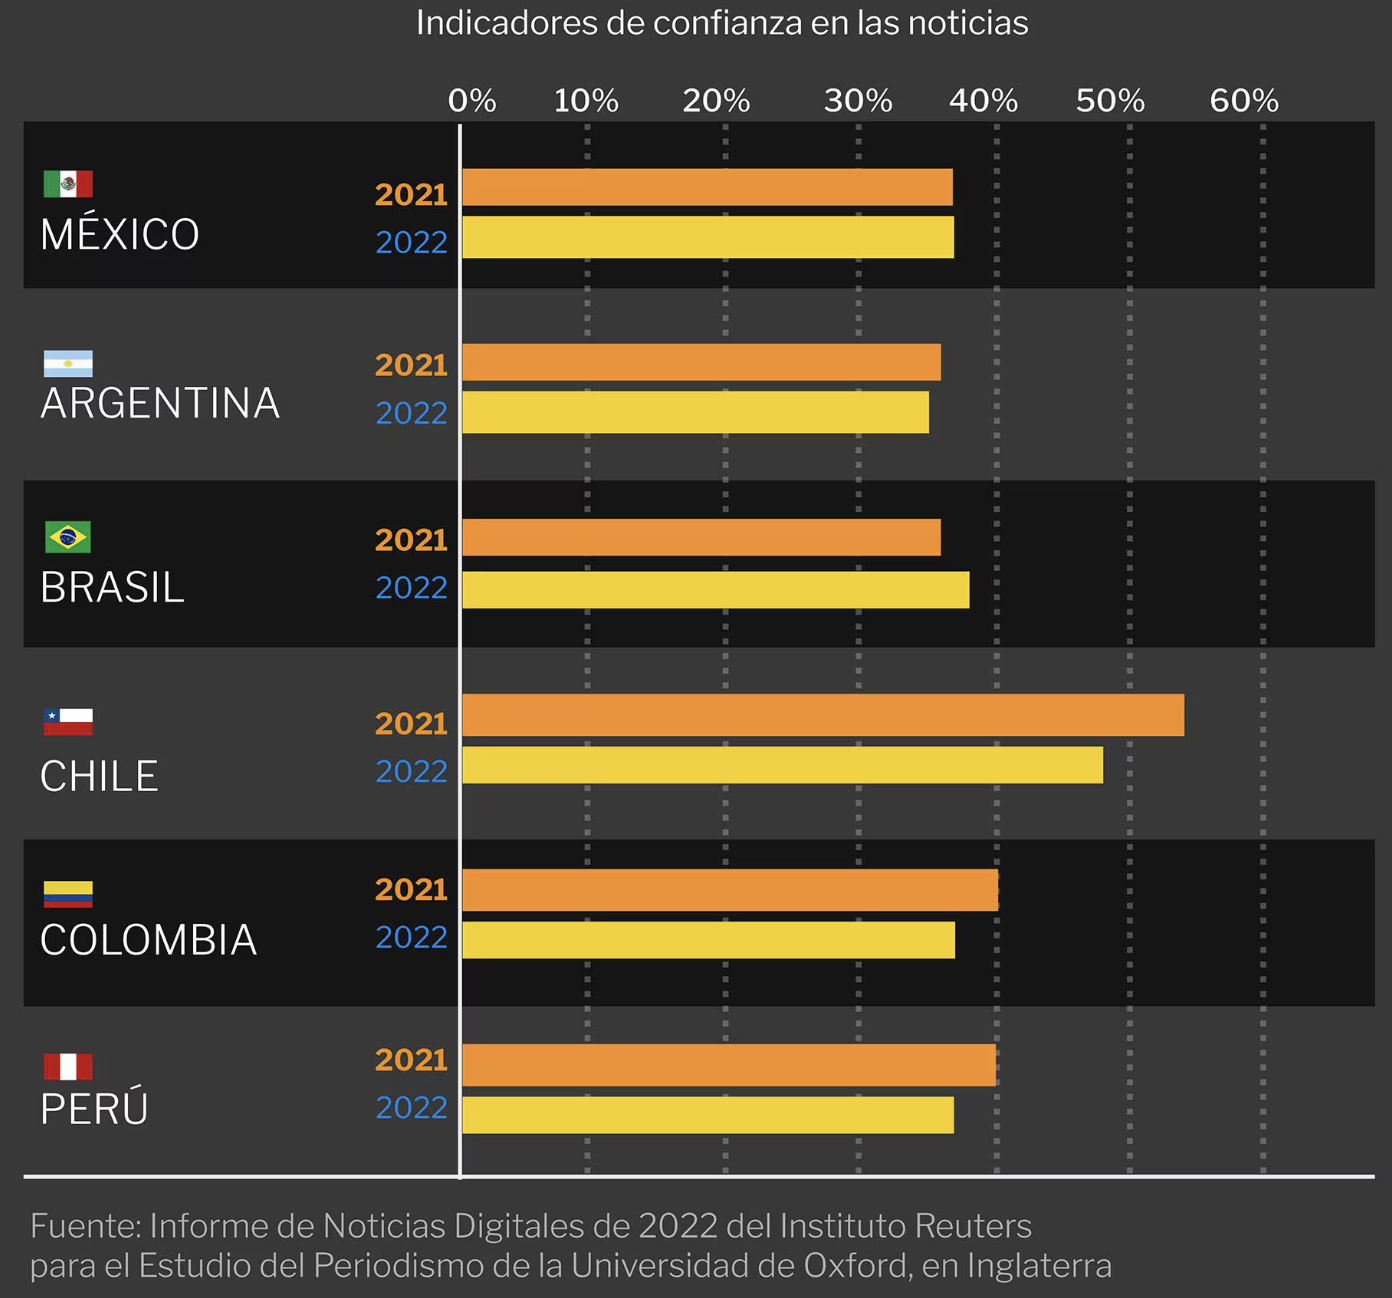 Indicadores de confianza en las noticias
0% 10% 20% 30% 40% 50% 60%
2021
MÉXICO
2022
2021
ARGENTINA
2022
2021
BRASIL
2022
2021
CHILE
2022
2021
COLOMBIA
2022
2021
PERÚ
2022
Fuente: Informe de Noticias Digitales de 2022 del Instituto Reuters
para el Estudio del Periodismo de la Universidad de Oxford, en Inglaterra